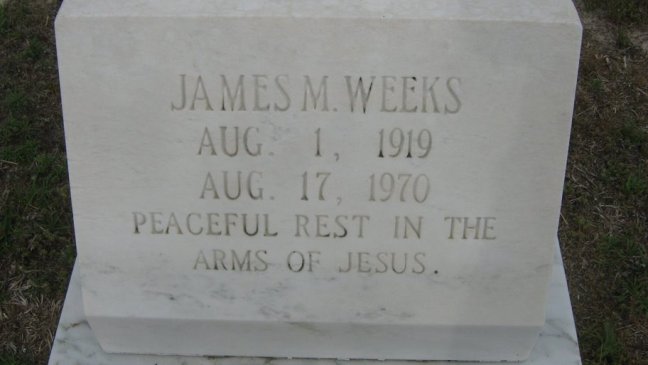 JAMES M. WEEKS
AUG. 1, 1919
AUG. 17, 1970
PEACEFUL REST IN THE
ARMS OF JESUS.